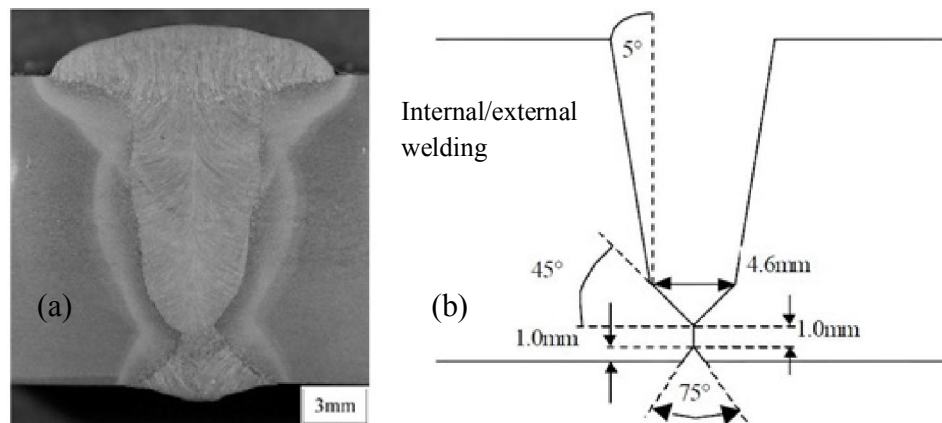 (a)
3mm
5°
Internal/external
welding
45°
4.6mm
(b)
1.0mm
1.0mm
75°